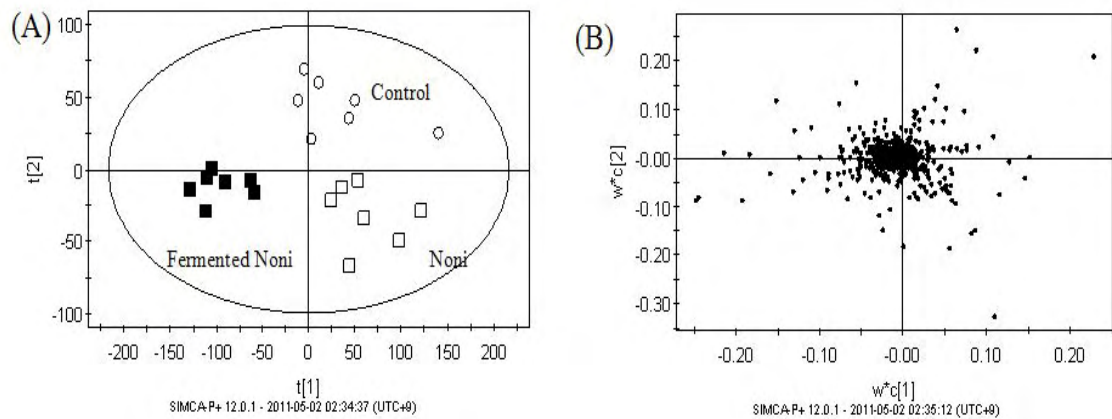 (A)
100
50
0
-50
-100
t[2]
Control
Fermented Noni
Noni
-200 -150 -100 -50 0 50 100 150 200
t[1]
SIMCA-P+ 12.0.1 - 2011-05-02 02:34:37 (UTC+9)
(B)
0.20
0.10
-0.00
-0.10
-0.20
-0.30
w*c[2]
-0.20 -0.10 -0.00 0.10 0.20
w*c[1]
SIMCA-P+ 12.0.1 - 2011-05-02 02:35:12 (UTC+9)